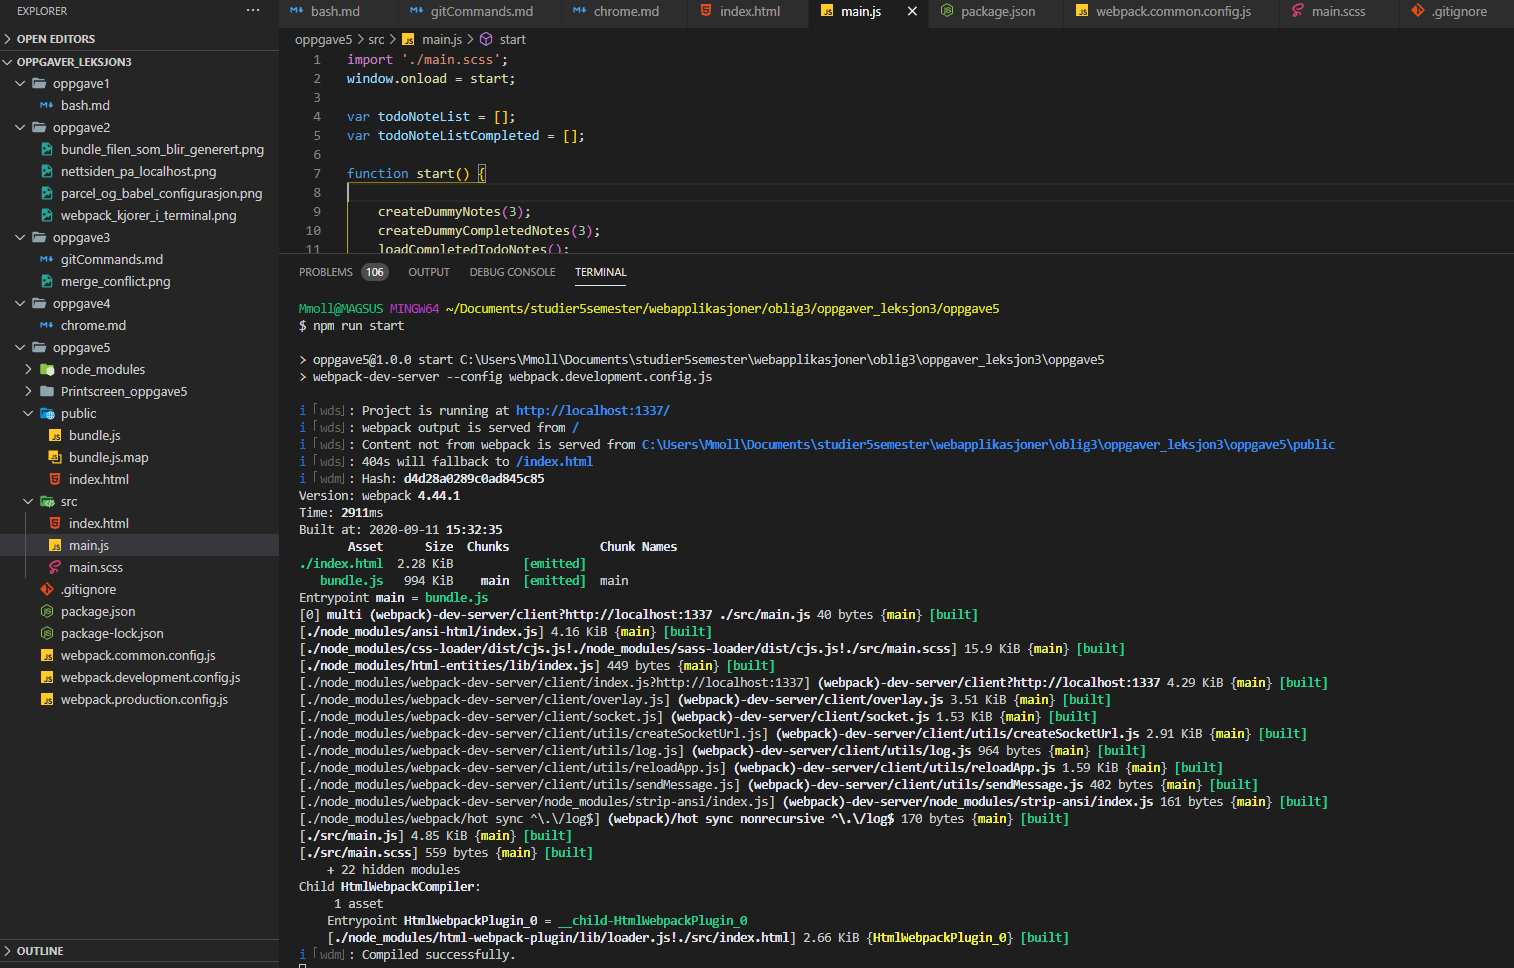 EXPLORER
OPEN EDITORS
OPPGAVER_LEKSJON3
oppgave1
bash.md
oppgave2
bundle_filen_som_blir_generert.png
nettsiden_pa_localhost.png
parcel_og_babel_configurasjon.png
webpack_kjorer_i_terminal.png
oppgave3
gitCommands.md
merge_conflict.png
oppgave4
chrome.md
oppgave5
node_modules
Printscreen_oppgave5
public
bundle.js
bundle.js.map
index.html
src
index.html
main.js
main.scss
.gitignore
package.json
package-lock.json
webpack.common.config.js
webpack.development.config.js
webpack.production.config.js
OUTLINE
bash.md gitCommands.md chrome.md index.html main.js package.json webpack.common.config.js main.scss .gitignore
oppgave5 > src > main.js > start
1 import './main.scss';
2 window.onload = start;
3
4 var todoNoteList = [];
5 var todoNoteListCompleted = [];
6
7 function start() {
8
9 createDummyNotes(3);
10 createDummyCompletedNotes(3);
11 loadCompletedTodoNotes();
PROBLEMS 106 OUTPUT DEBUG CONSOLE TERMINAL
Mmoll@MAGSUS MINGW64 ~/Documents/studier5semester/webapplikasjoner/oblig3/oppgaver_leksjon3/oppgave5
$ npm run start
> oppgave5@1.0.0 start C:\Users\Mmoll\Documents\studier5semester\webapplikasjoner\oblig3\oppgaver_leksjon3\oppgave5
> webpack-dev-server --config webpack.development.config.js
i ｢wds｣: Project is running at http://localhost:1337/
i ｢wds｣: webpack output is served from /
i ｢wds｣: Content not from webpack is served from C:\Users\Mmoll\Documents\studier5semester\webapplikasjoner\oblig3\oppgaver_leksjon3\oppgave5\public
i ｢wds｣: 404s will fallback to /index.html
i ｢wdm｣: Hash: d4d28a0289c0ad845c85
Version: webpack 4.44.1
Time: 2911ms
Built at: 2020-09-11 15:32:35
Asset Size Chunks Chunk Names
./index.html 2.28 KiB [emitted]
bundle.js 994 KiB main [emitted] main
Entrypoint main = bundle.js
[0] multi (webpack)-dev-server/client?http://localhost:1337 ./src/main.js 40 bytes {main} [built]
[./node_modules/ansi-html/index.js] 4.16 KiB {main} [built]
[./node_modules/css-loader/dist/cjs.js!./node_modules/sass-loader/dist/cjs.js!./src/main.scss] 15.9 KiB {main} [built]
[./node_modules/html-entities/lib/index.js] 449 bytes {main} [built]
[./node_modules/webpack-dev-server/client/index.js?http://localhost:1337] (webpack)-dev-server/client?http://localhost:1337 4.29 KiB {main} [built]
[./node_modules/webpack-dev-server/client/overlay.js] (webpack)-dev-server/client/overlay.js 3.51 KiB {main} [built]
[./node_modules/webpack-dev-server/client/socket.js] (webpack)-dev-server/client/socket.js 1.53 KiB {main} [built]
[./node_modules/webpack-dev-server/client/utils/createSocketUrl.js] (webpack)-dev-server/client/utils/createSocketUrl.js 2.91 KiB {main} [built]
[./node_modules/webpack-dev-server/client/utils/log.js] (webpack)-dev-server/client/utils/log.js 964 bytes {main} [built]
[./node_modules/webpack-dev-server/client/utils/reloadApp.js] (webpack)-dev-server/client/utils/reloadApp.js 1.59 KiB {main} [built]
[./node_modules/webpack-dev-server/client/utils/sendMessage.js] (webpack)-dev-server/client/utils/sendMessage.js 402 bytes {main} [built]
[./node_modules/webpack-dev-server/node_modules/strip-ansi/index.js] (webpack)-dev-server/node_modules/strip-ansi/index.js 161 bytes {main} [built]
[./node_modules/webpack/hot sync ^\.\/log$] (webpack)/hot sync nonrecursive ^\.\/log$ 170 bytes {main} [built]
[./src/main.js] 4.85 KiB {main} [built]
[./src/main.scss] 559 bytes {main} [built]
+ 22 hidden modules
Child HtmlWebpackCompiler:
1 asset
Entrypoint HtmlWebpackPlugin_0 = __child-HtmlWebpackPlugin_0
[./node_modules/html-webpack-plugin/lib/loader.js!./src/index.html] 2.66 KiB {HtmlWebpackPlugin_0} [built]
i ｢wdm｣: Compiled successfully.